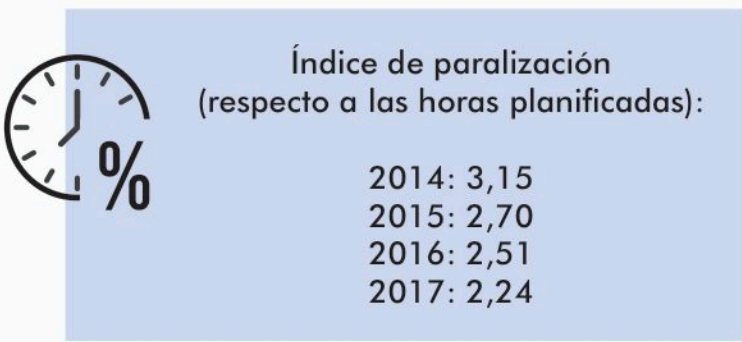 Índice de paralización
(respecto a las horas planificadas):
2014: 3,15
2015: 2,70
2016: 2,51
2017: 2,24
%